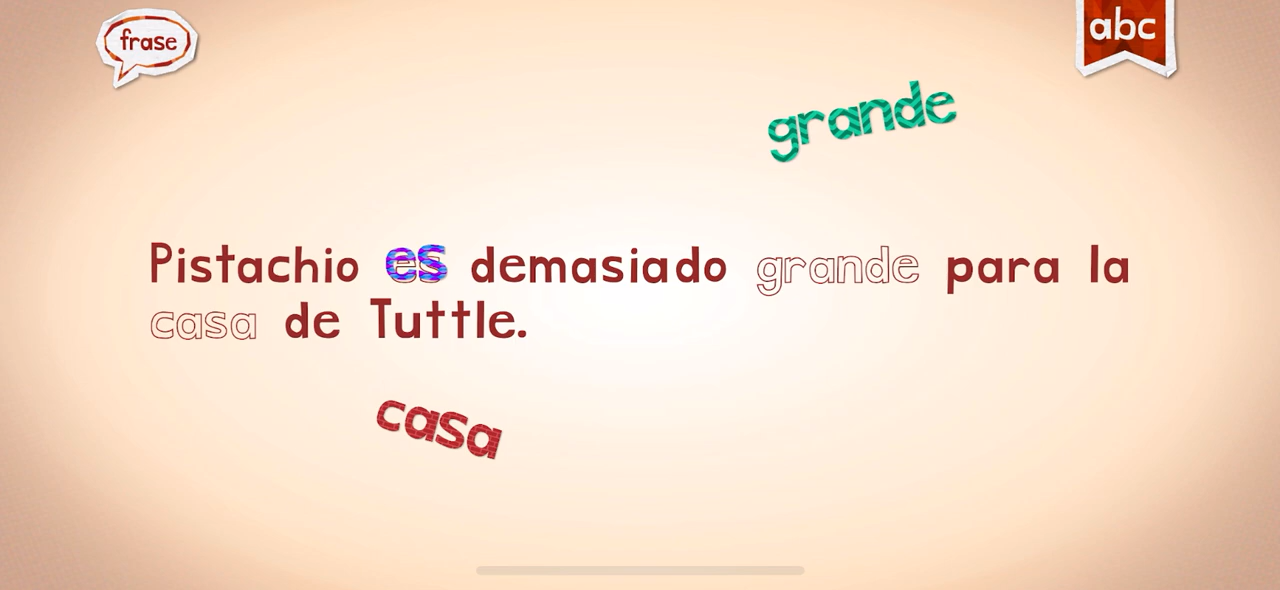 frase
abc
grande
Pistachio es demasiado grande para la
casa de Tuttle.
casa